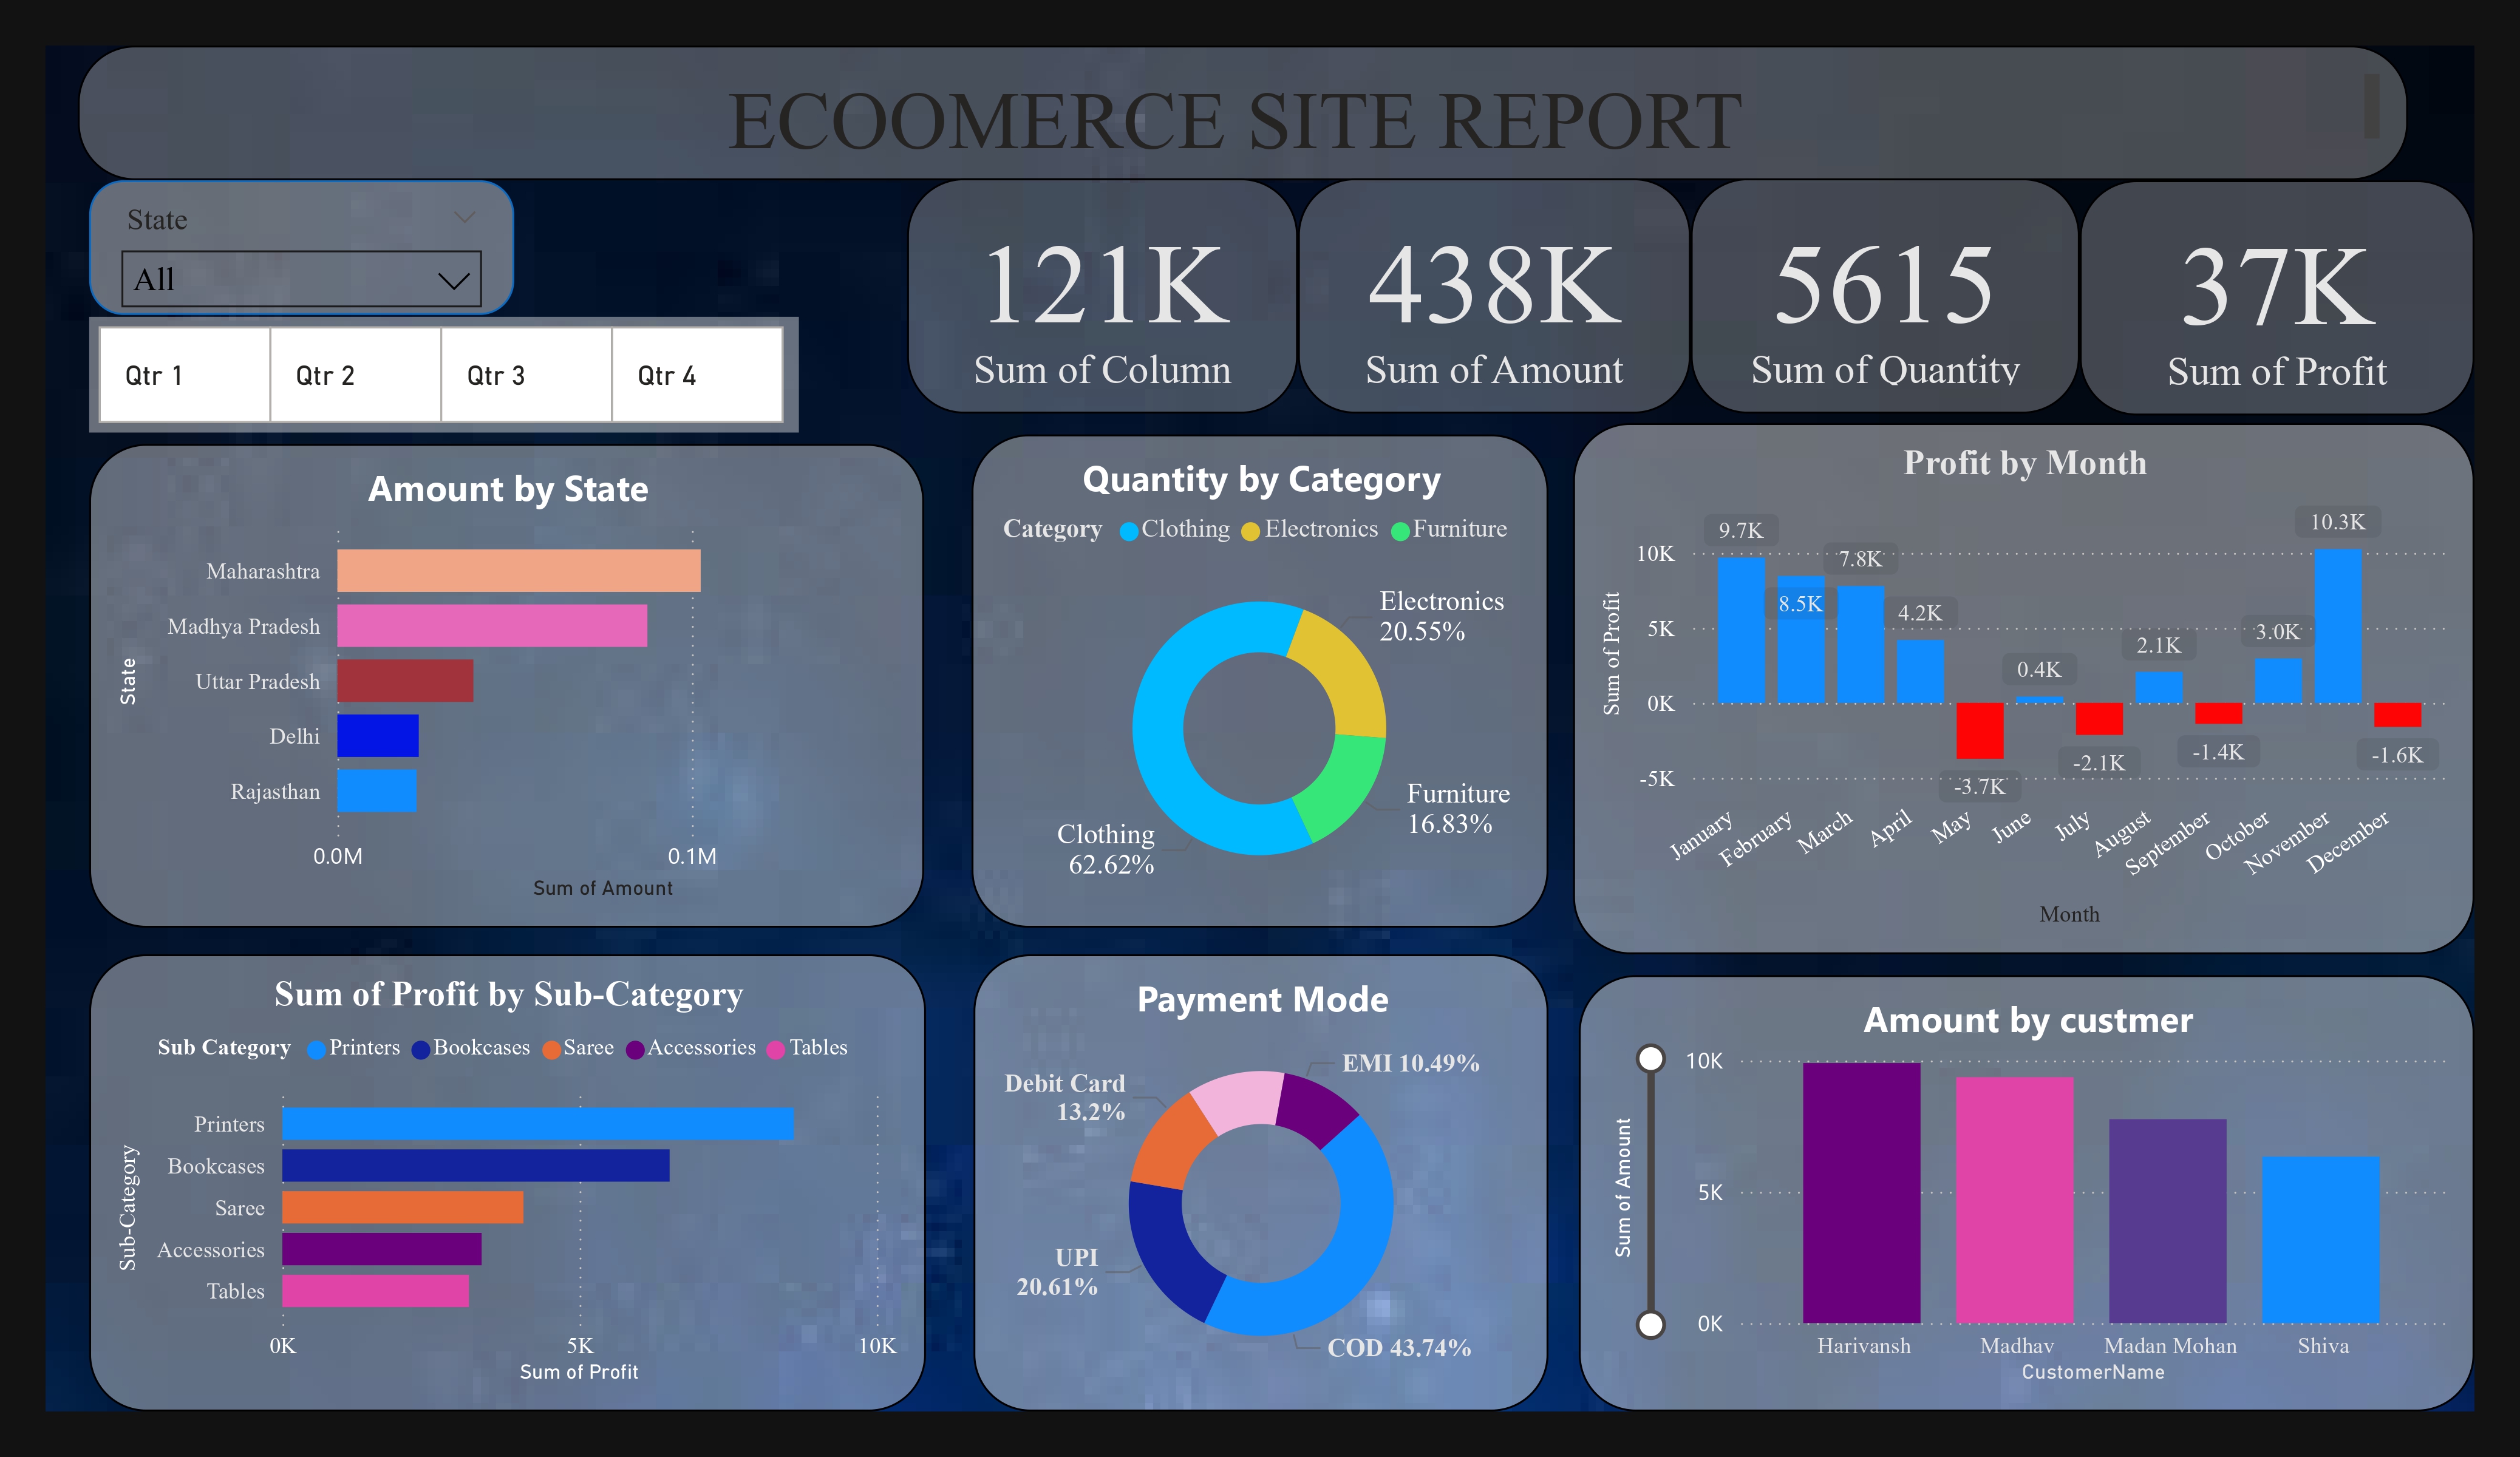 ECOOMERCE SITE REPORT
State
All
Qtr 1 Qtr 2 Qtr 3 Qtr 4
121K
Sum of Column
438K
Sum of Amount
5615
Sum of Quantity
37K
Sum of Profit
Amount by State
State
Maharashtra
Madhya Pradesh
Uttar Pradesh
Delhi
Rajasthan
0.0M 0.1M
Sum of Amount
Quantity by Category
Category Clothing Electronics Furniture
Electronics
20.55%
Furniture
16.83%
Clothing
62.62%
Profit by Month
Sum of Profit
10K
5K
0K
-5K
9.7K
8.5K
7.8K
4.2K
-3.7K
0.4K
-2.1K
2.1K
-1.4K
3.0K
10.3K
-1.6K
January
February
March
April
May
June
July
August
September
October
November
December
Month
Sum of Profit by Sub-Category
Sub Category Printers Bookcases Saree Accessories Tables
Sub-Category
Printers
Bookcases
Saree
Accessories
Tables
0K 5K 10K
Sum of Profit
Payment Mode
EMI 10.49%
Debit Card
13.2%
UPI
20.61%
COD 43.74%
Amount by custmer
Sum of Amount
10K
5K
0K
Harivansh Madhav Madan Mohan Shiva
CustomerName